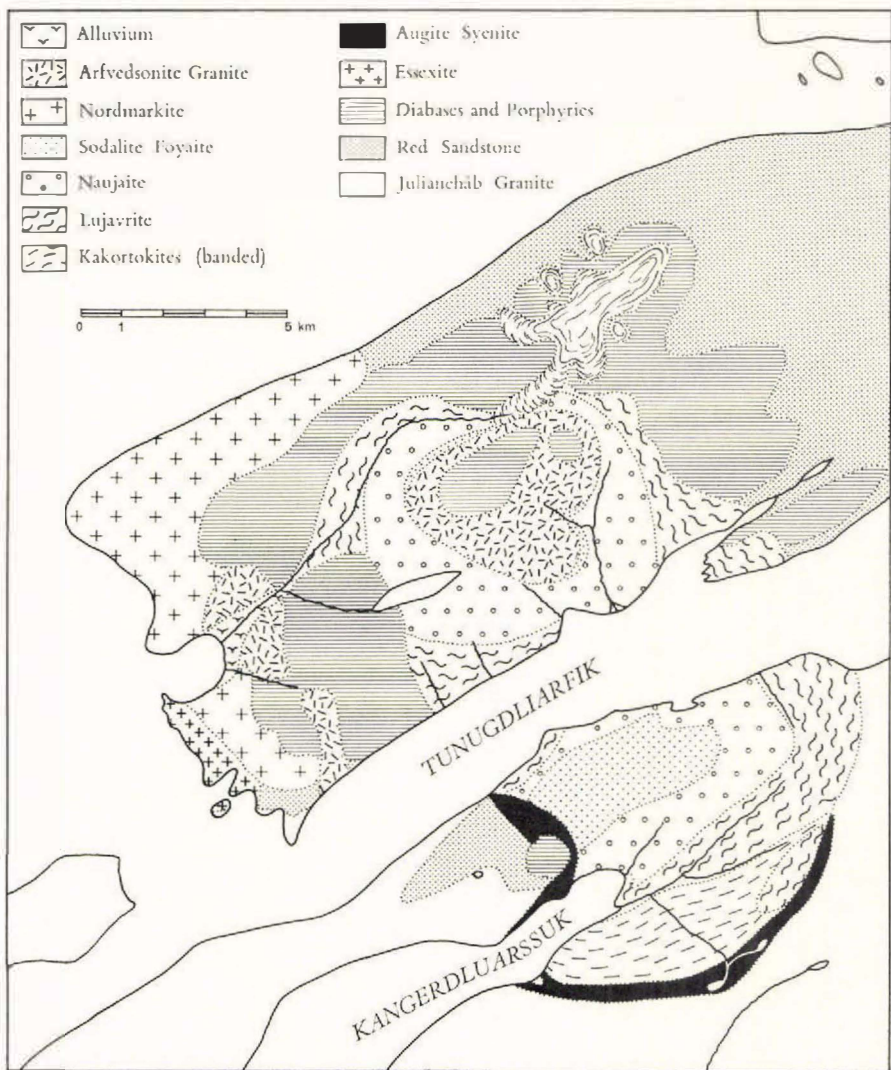 Alluvium
Arfvedsonite Granite
Nordmarkite
Sodalite Foyaite
Naujaite
Lujavrite
Kakortokites (banded)
Augite Syenite
Essexite
Diabases and Porphyries
Red Sandstone
Julianehåb Granite
0 1 5 km
TUNUGDLIARFIK
KANGERDLUARSSUK